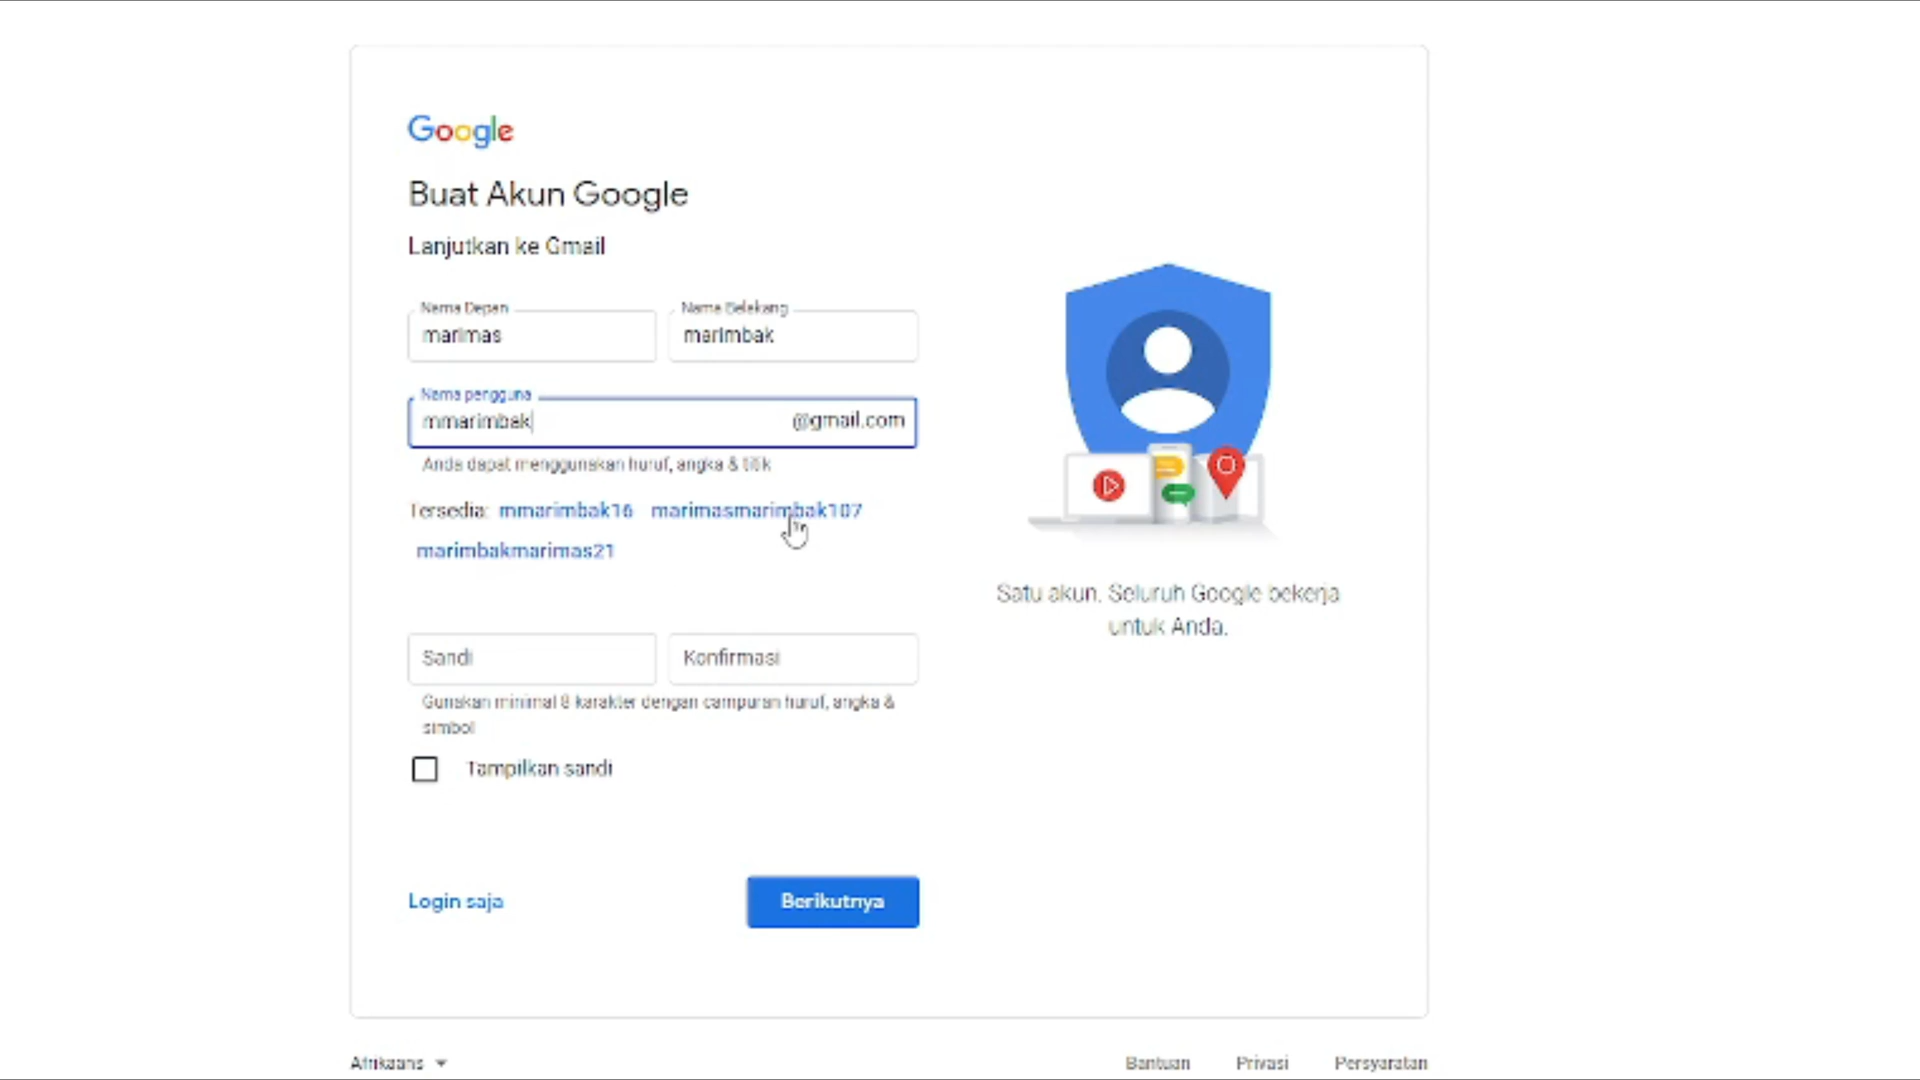 Google
Buat Akun Google
Lanjutkan ke Gmail
Nama Depan Nama Belakang
marimas marimbak
Nama pengguna
mmarimbak @gmail.com
Anda dapat menggunakan huruf, angka & titik
Tersedia: mmarimbak16 marimasmarimbak107
marimbakmarimas21
Satu akun. Seluruh Google bekerja
untuk Anda.
Sandi Konfirmasi
Gunakan minimal 8 karakter dengan campuran huruf, angka &
simbol
Tampilkan sandi
Login saja Berikutnya
Afrikaans Bantuan Privasi Persyaratan